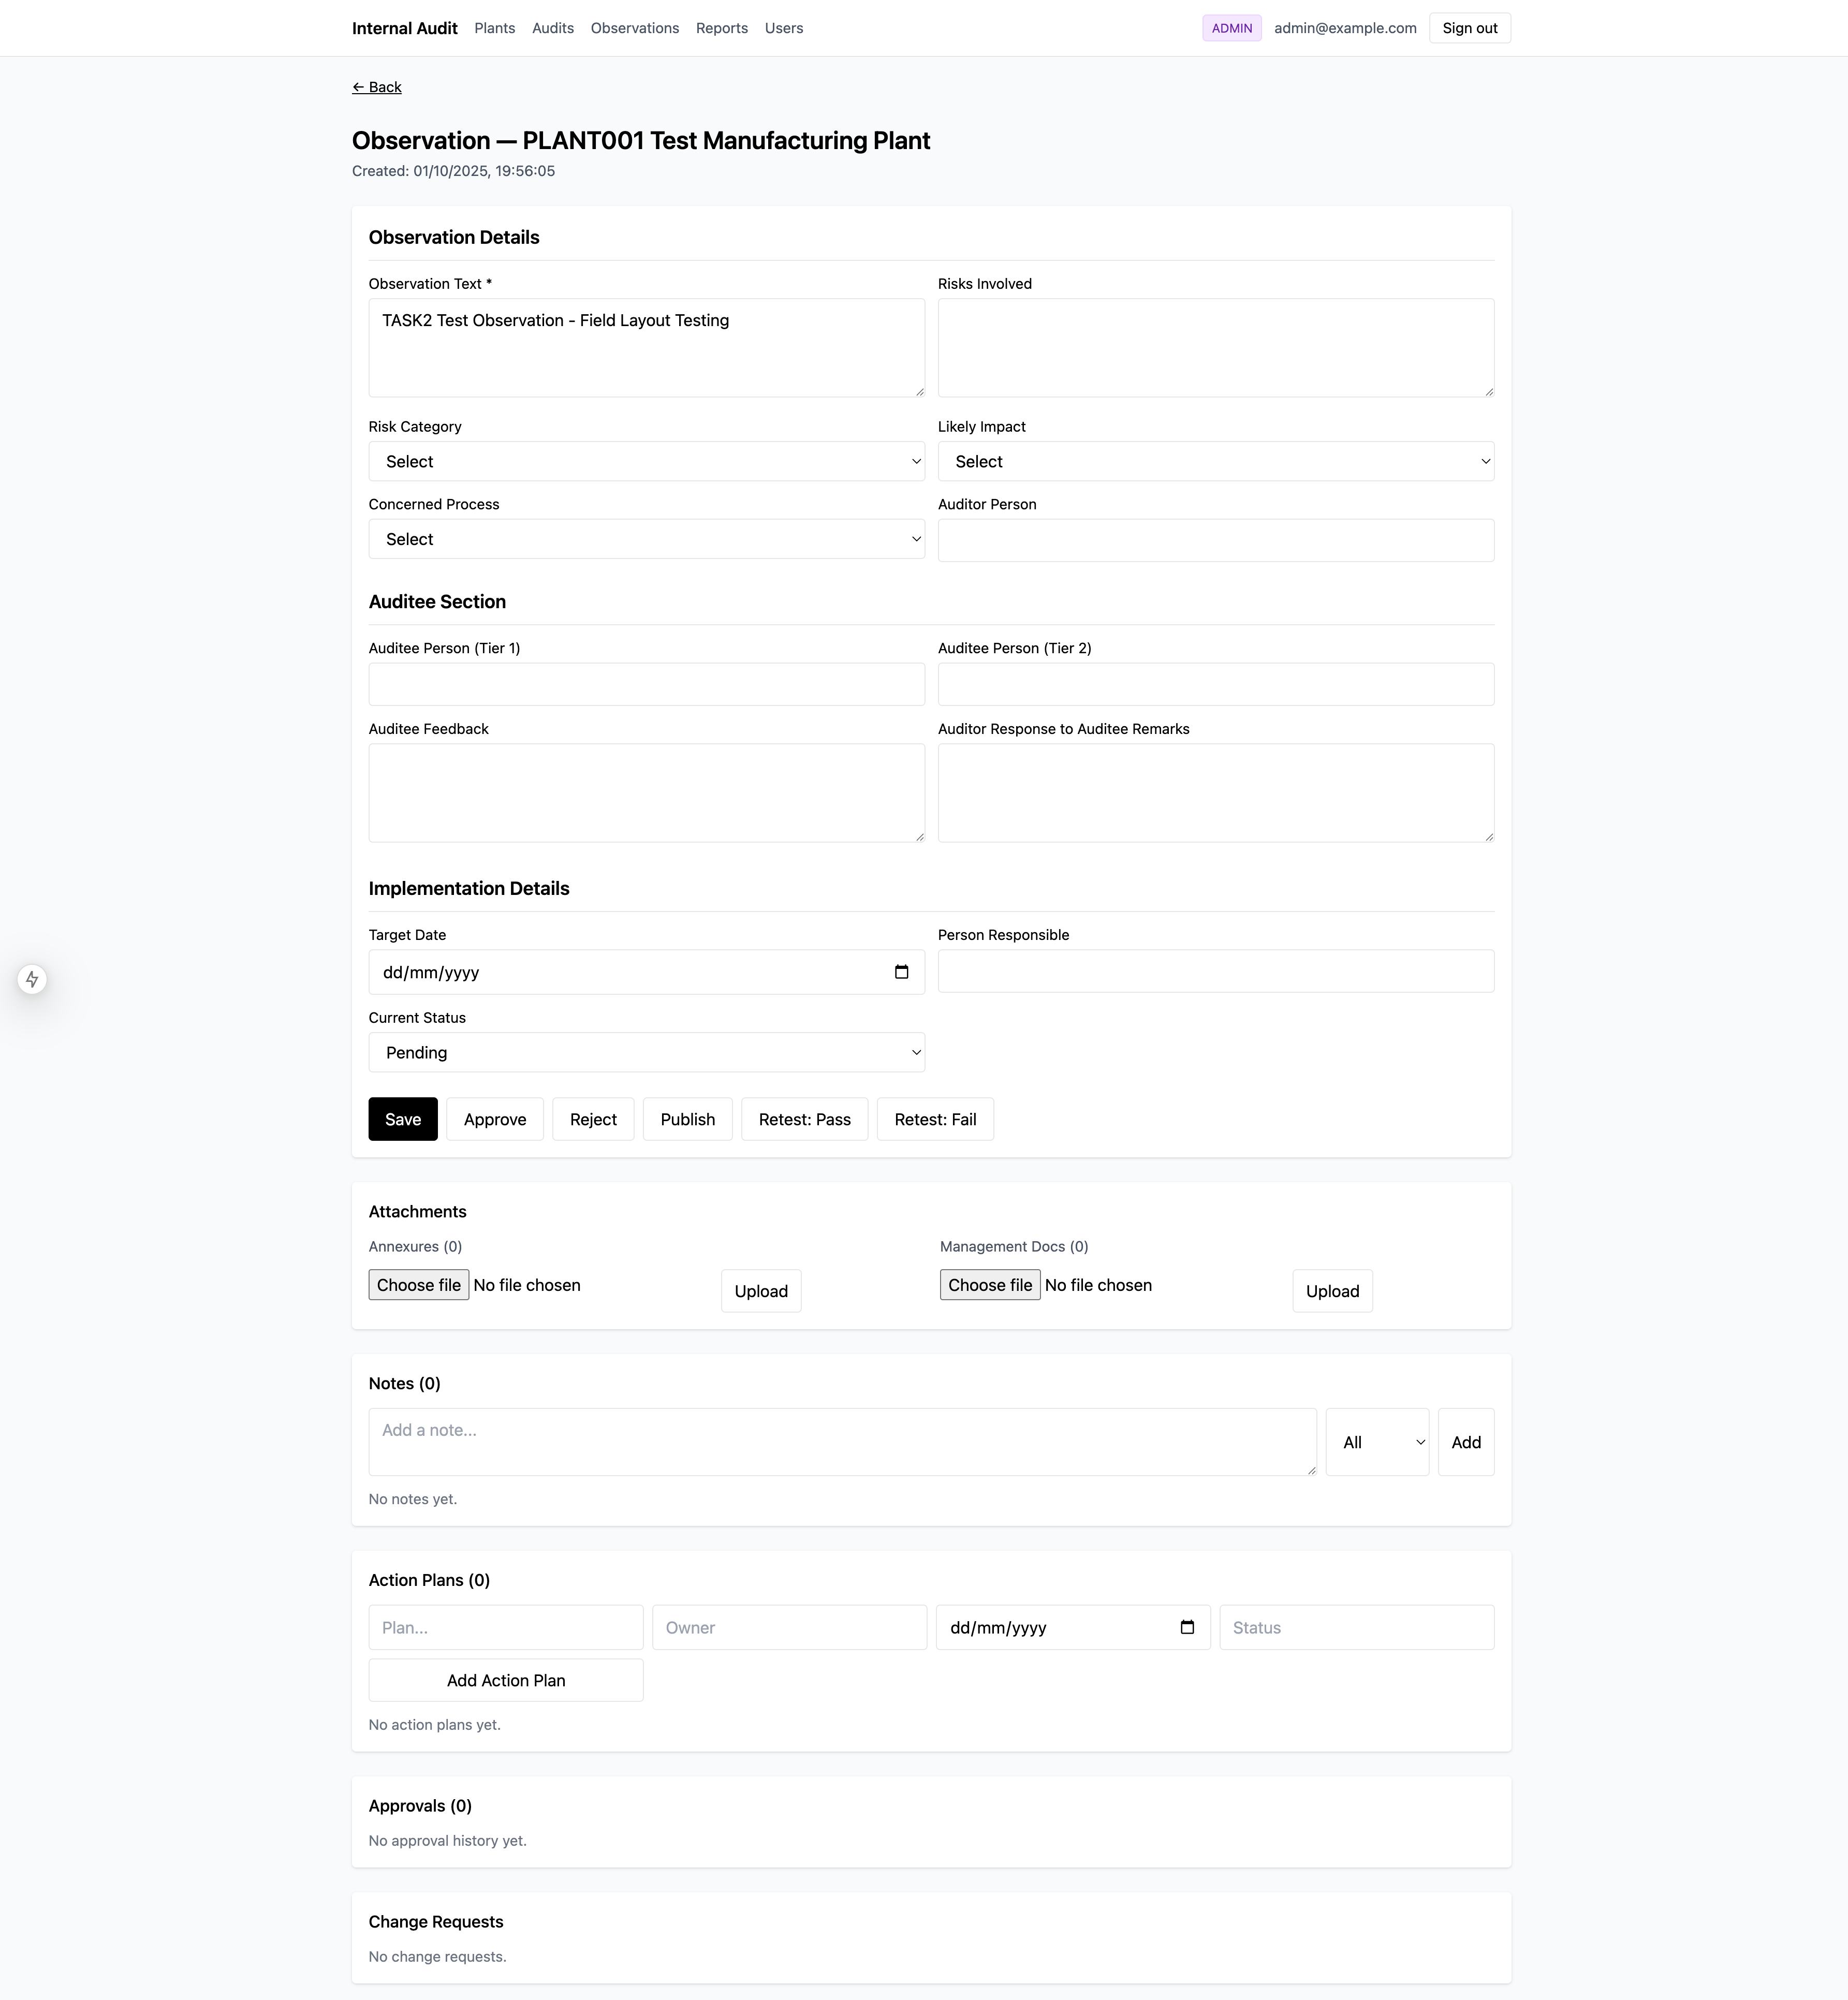 Internal Audit Plants Audits Observations Reports Users ADMIN admin@example.com Sign out
← Back
Observation — PLANT001 Test Manufacturing Plant
Created: 01/10/2025, 19:56:05
Observation Details
Observation Text * Risks Involved
TASK2 Test Observation - Field Layout Testing
Risk Category Likely Impact
Select Select
Concerned Process Auditor Person
Select
Auditee Section
Auditee Person (Tier 1) Auditee Person (Tier 2)
Auditee Feedback Auditor Response to Auditee Remarks
Implementation Details
Target Date Person Responsible
dd/mm/yyyy
Current Status
Pending
Save Approve Reject Publish Retest: Pass Retest: Fail
Attachments
Annexures (0) Management Docs (0)
Choose file No file chosen Upload Choose file No file chosen Upload
Notes (0)
Add a note... All Add
No notes yet.
Action Plans (0)
Plan... Owner dd/mm/yyyy Status
Add Action Plan
No action plans yet.
Approvals (0)
No approval history yet.
Change Requests
No change requests.